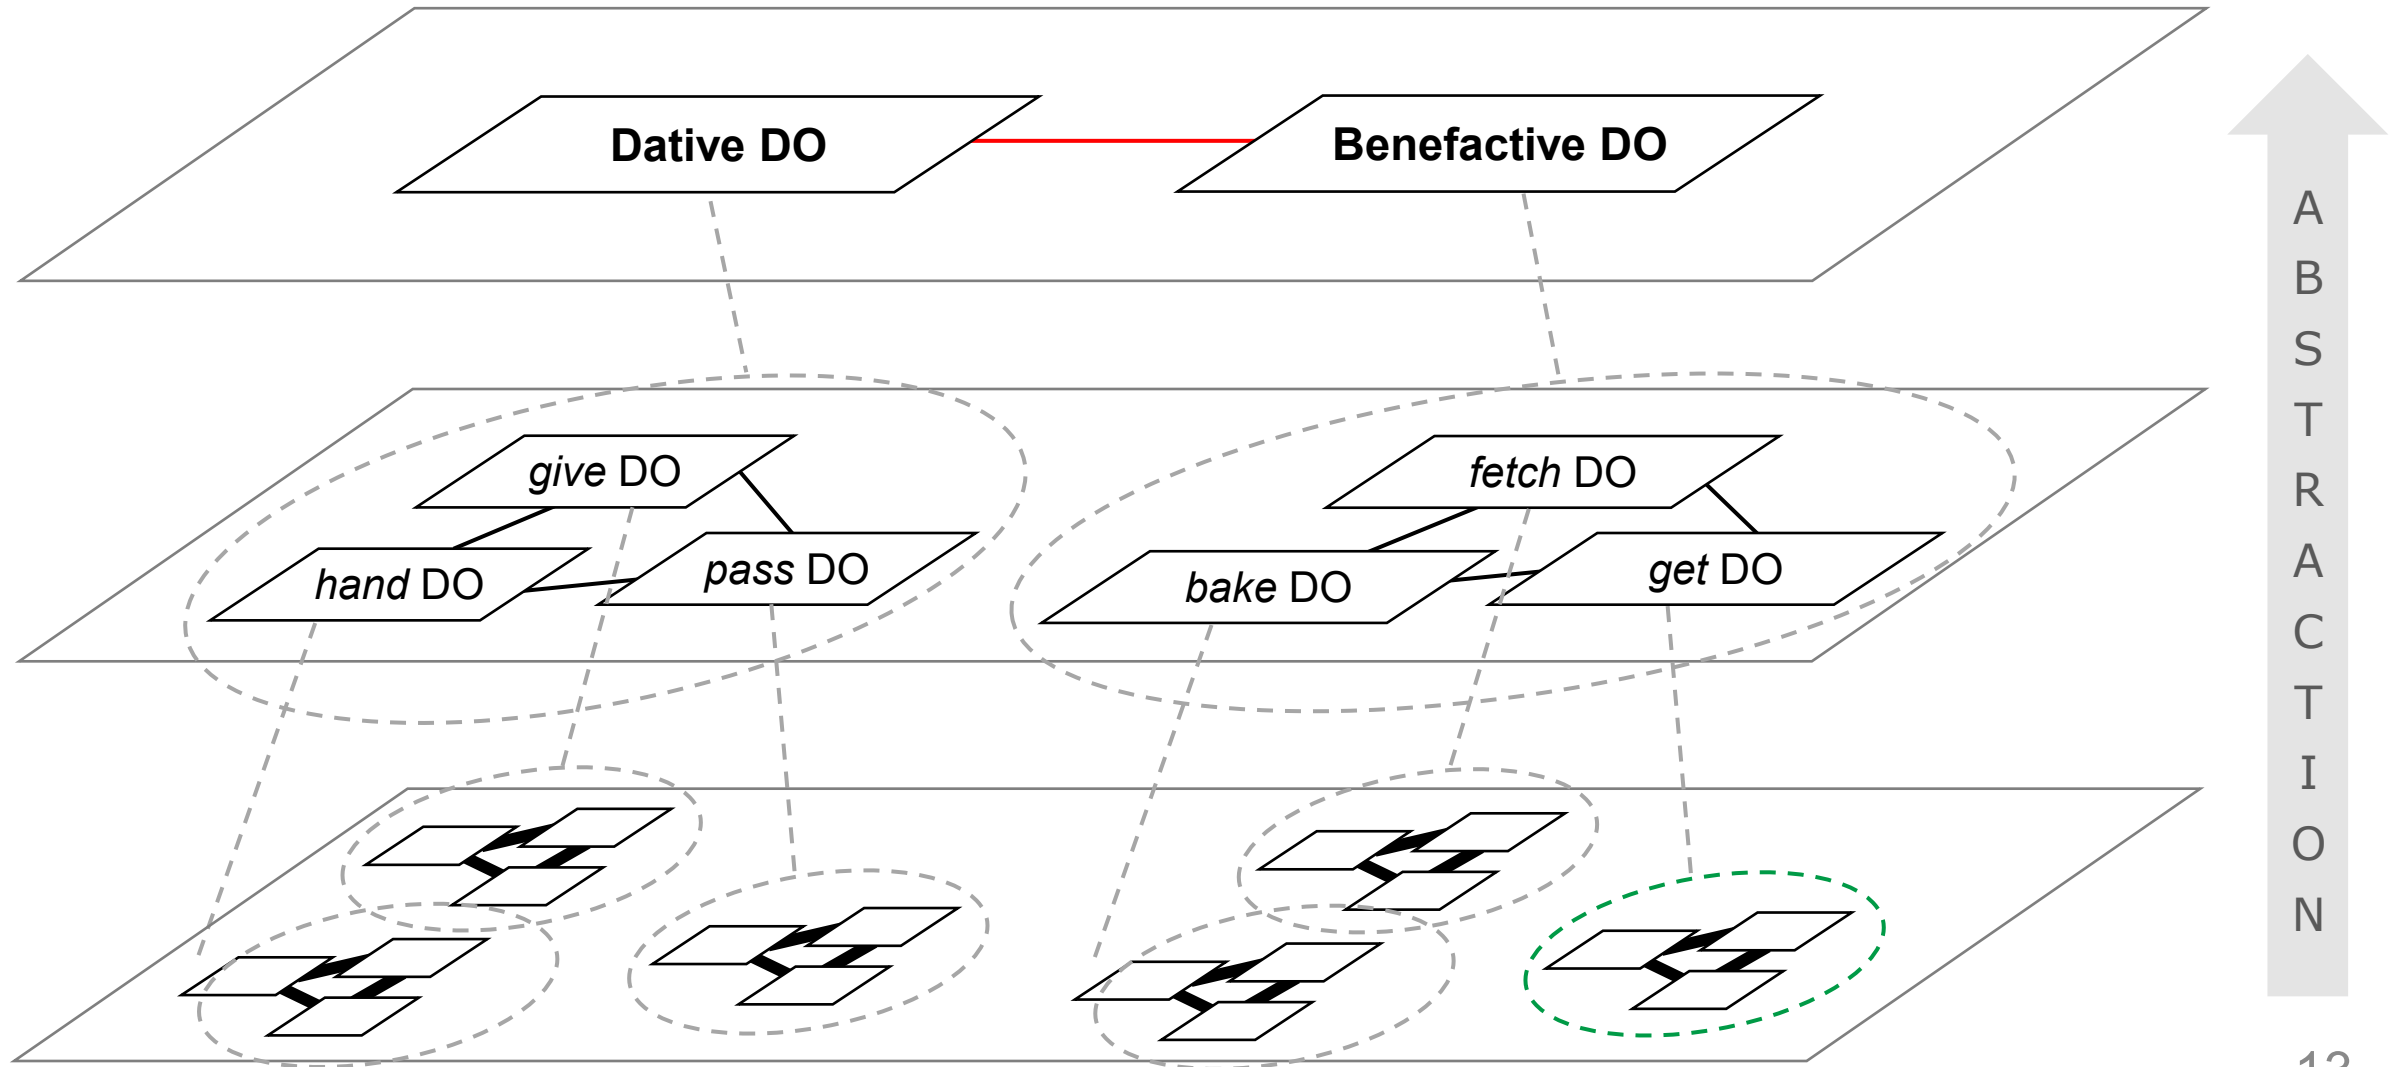 Dative DO
Benefactive DO
give DO
fetch DO
hand DO
pass DO
bake DO
get DO
A
B
S
T
R
A
C
T
I
O
N